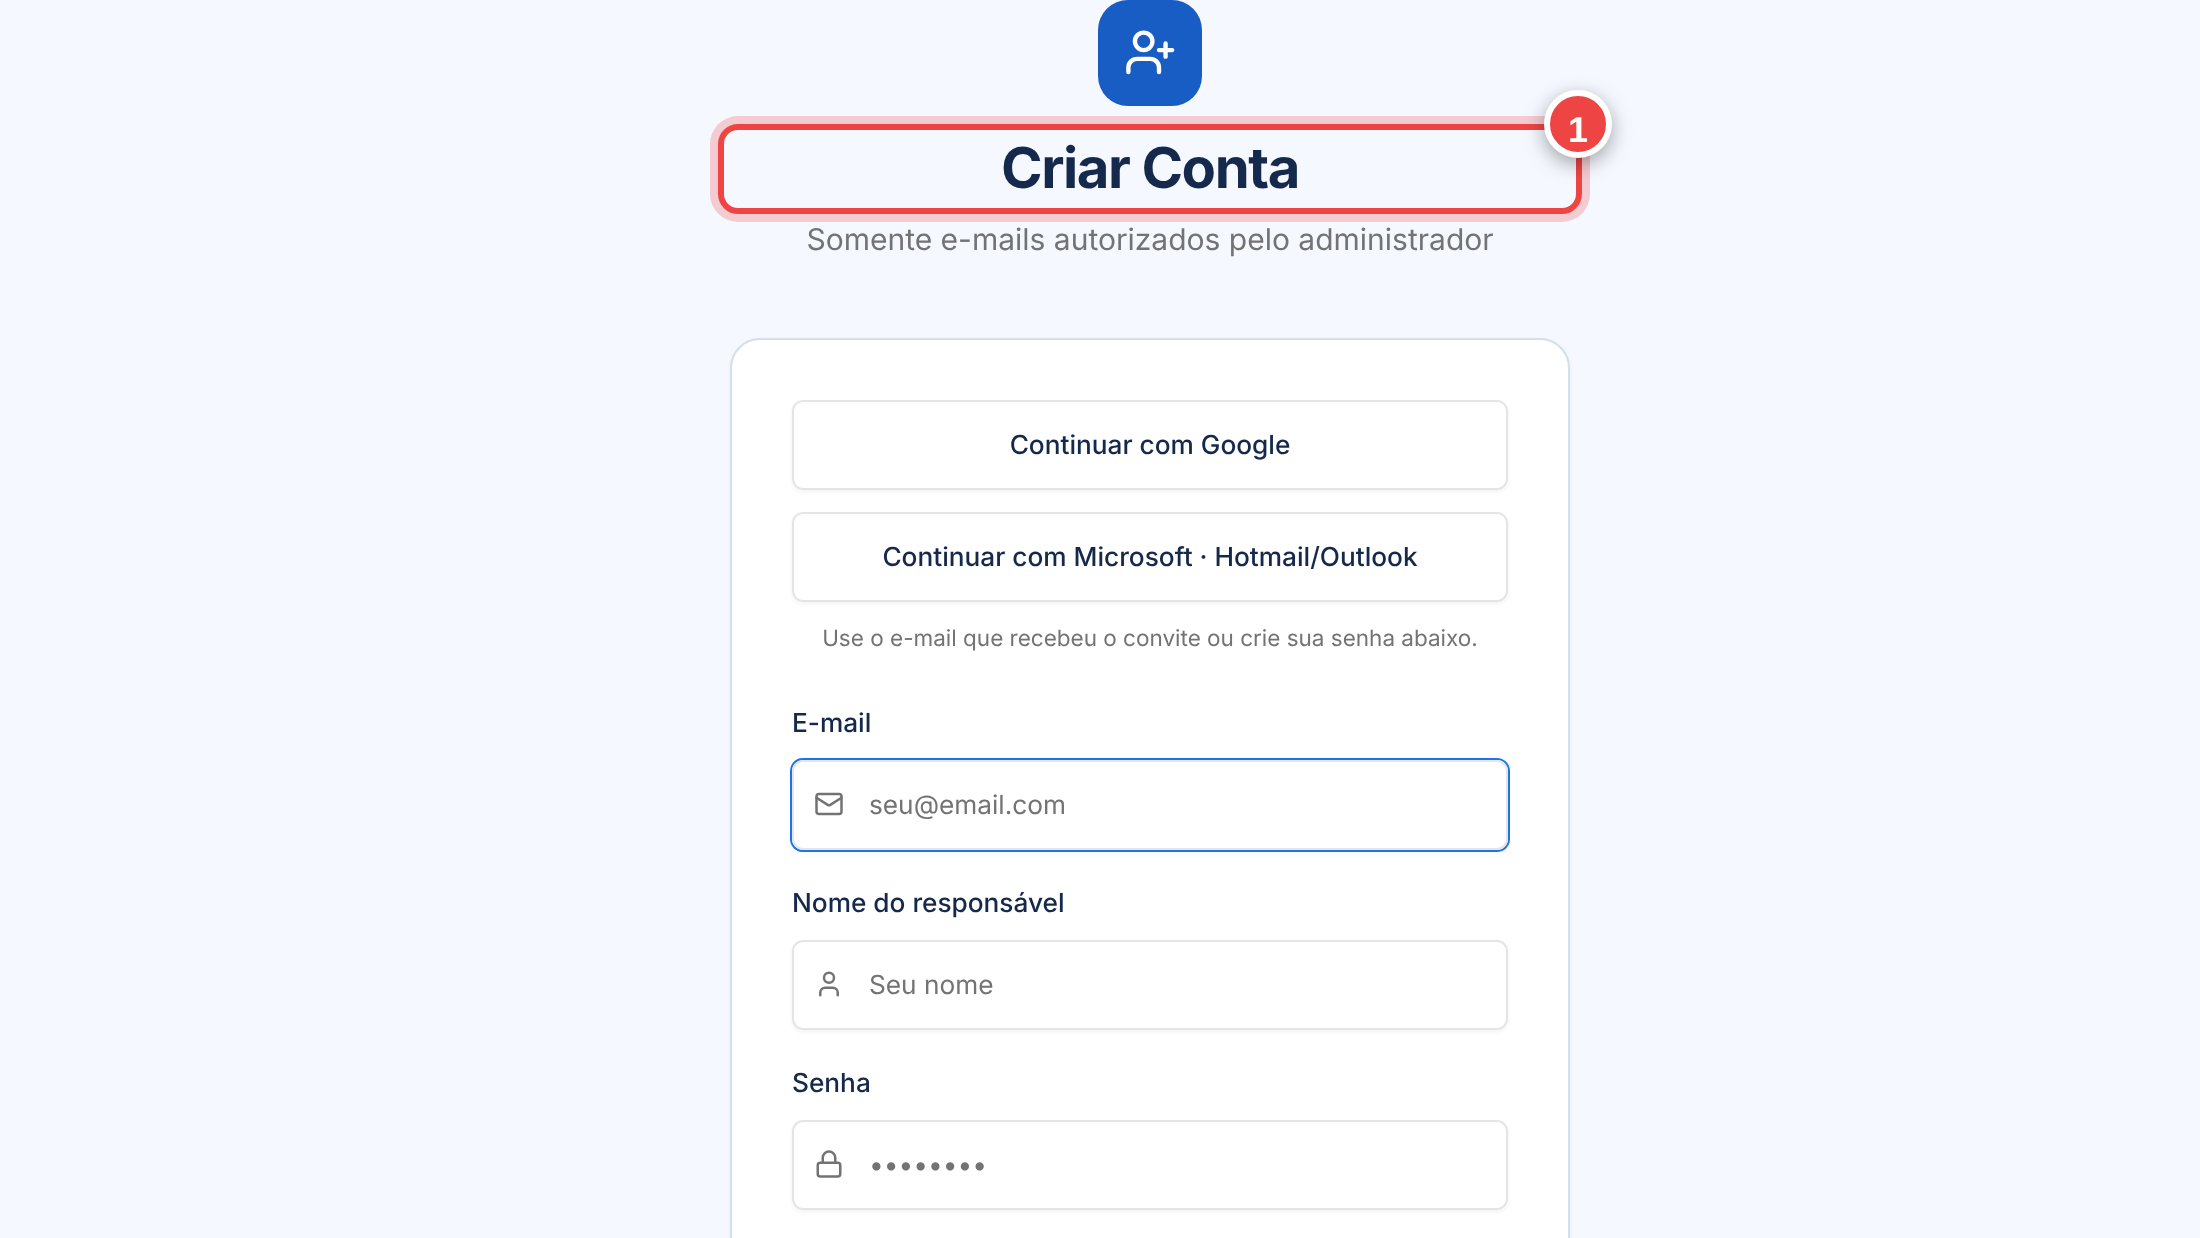 1
Criar Conta
Somente e-mails autorizados pelo administrador
Continuar com Google
Continuar com Microsoft · Hotmail/Outlook
Use o e-mail que recebeu o convite ou crie sua senha abaixo.
E-mail
seu@email.com
Nome do responsável
Seu nome
Senha
••••••••